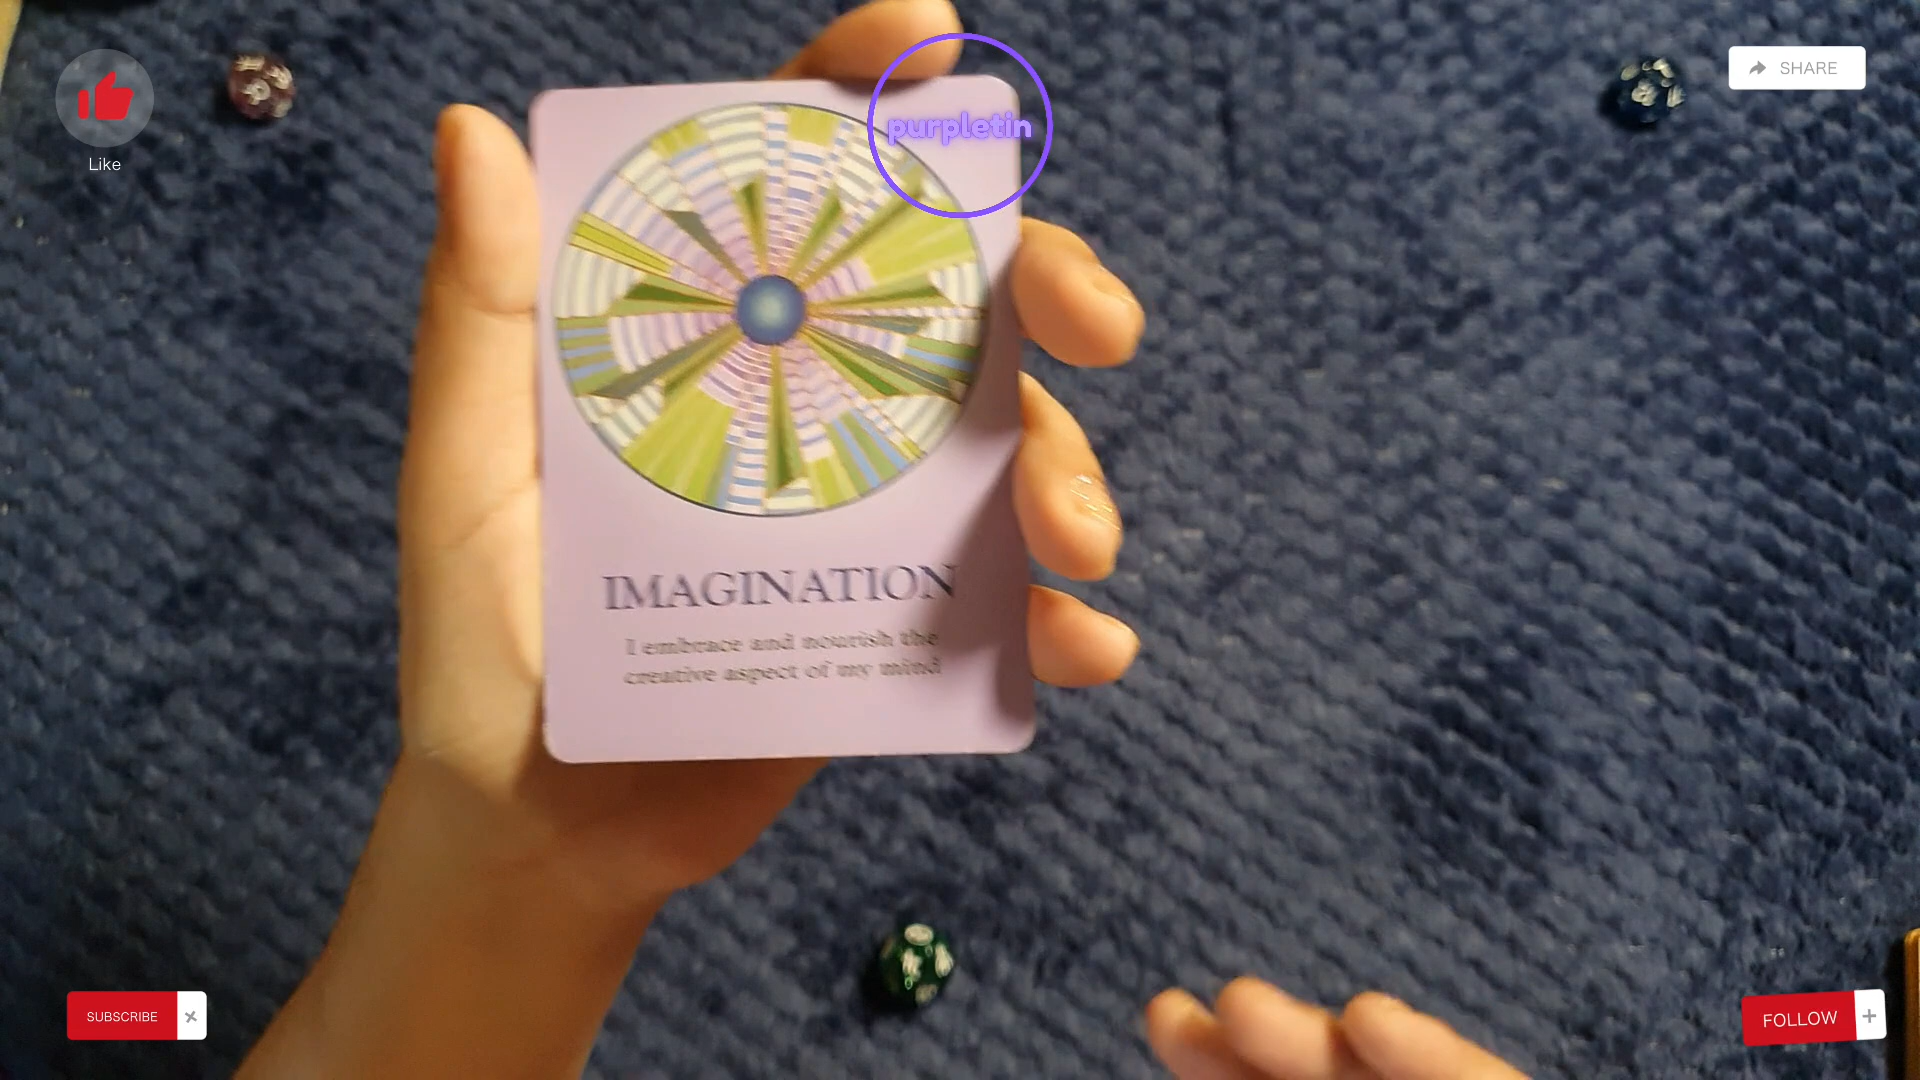 Like
purpletin
SHARE
IMAGINATION
I embrace and nourish the
creative aspect of my mind
SUBSCRIBE
FOLLOW